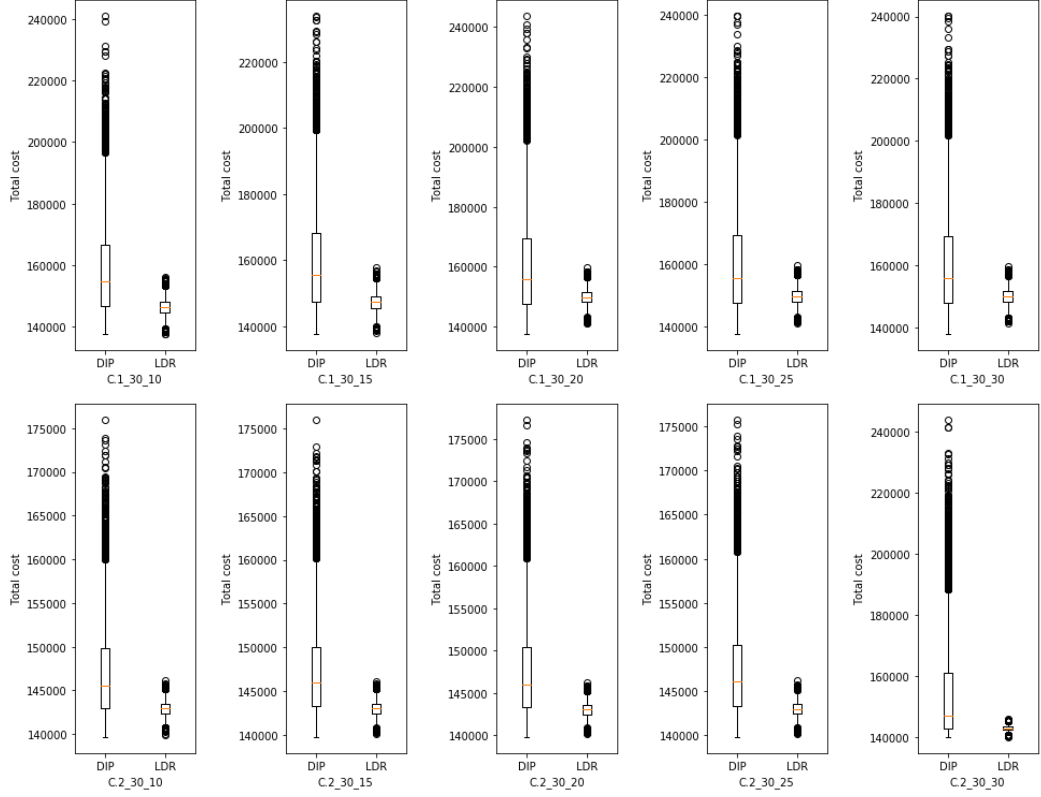 240000
220000
200000
180000
160000
140000
Total cost
DIP LDR
C.1_30_10
220000
200000
180000
160000
140000
Total cost
DIP LDR
C.1_30_15
240000
220000
200000
180000
160000
140000
Total cost
DIP LDR
C.1_30_20
240000
220000
200000
180000
160000
140000
Total cost
DIP LDR
C.1_30_25
240000
220000
200000
180000
160000
140000
Total cost
DIP LDR
C.1_30_30
175000
170000
165000
160000
155000
150000
145000
140000
Total cost
DIP LDR
C.2_30_10
175000
170000
165000
160000
155000
150000
145000
140000
Total cost
DIP LDR
C.2_30_15
175000
170000
165000
160000
155000
150000
145000
140000
Total cost
DIP LDR
C.2_30_20
175000
170000
165000
160000
155000
150000
145000
140000
Total cost
DIP LDR
C.2_30_25
240000
220000
200000
180000
160000
140000
Total cost
DIP LDR
C.2_30_30